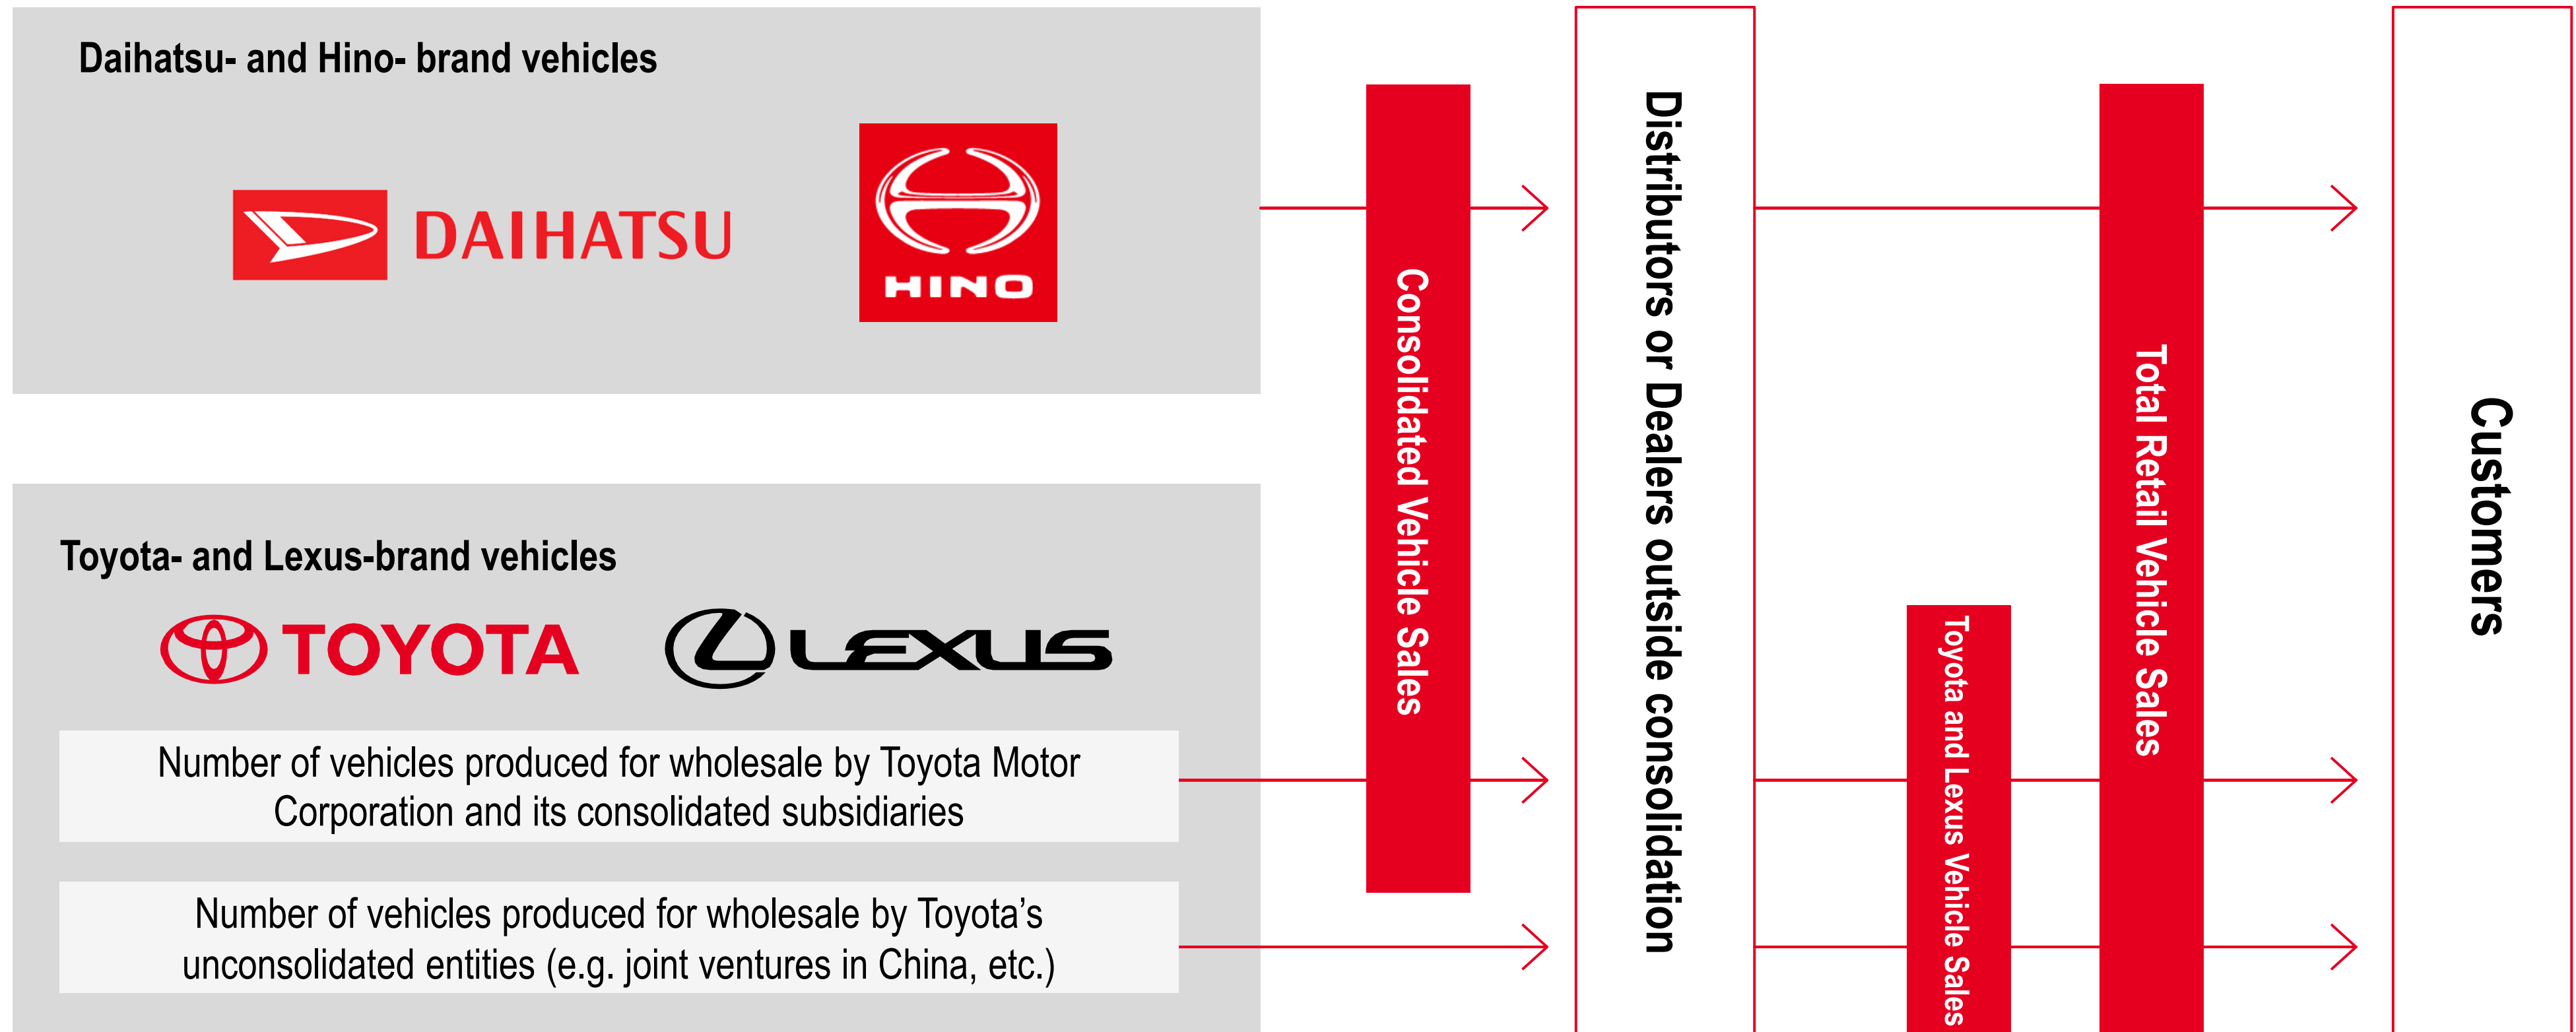 Daihatsu- and Hino- brand vehicles
DAIHATSU
HINO
Toyota- and Lexus-brand vehicles
TOYOTA
LEXUS
Number of vehicles produced for wholesale by Toyota Motor
Corporation and its consolidated subsidiaries
Number of vehicles produced for wholesale by Toyota’s
unconsolidated entities (e.g. joint ventures in China, etc.)
Consolidated Vehicle Sales
Distributors or Dealers outside consolidation
Toyota and Lexus Vehicle Sales
Total Retail Vehicle Sales
Customers